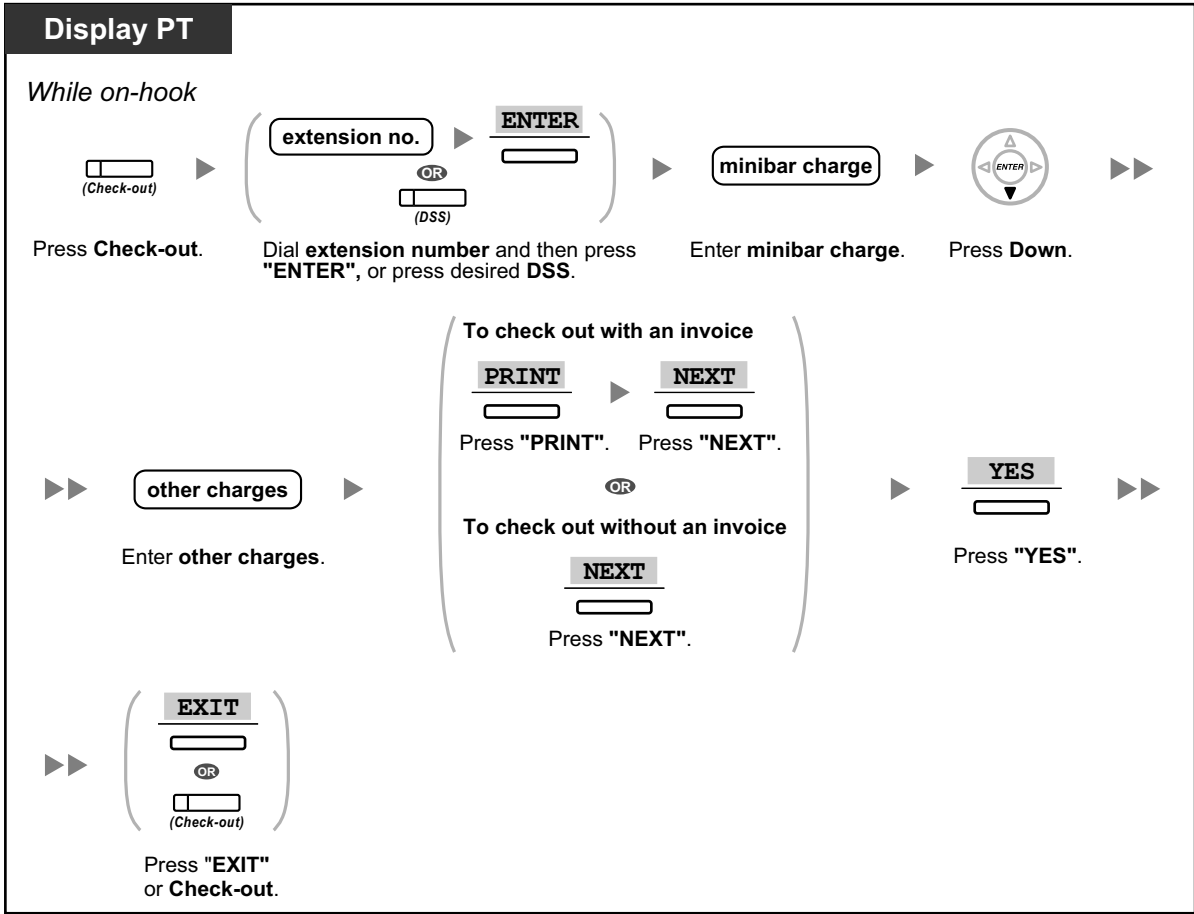 Display PT
While on-hook
(Check-out)
extension no.
ENTER
OR
(DSS)
minibar charge
ENTER
Press Check-out.
Dial extension number and then press
"ENTER", or press desired DSS.
Enter minibar charge.
Press Down.
other charges
Enter other charges.
To check out with an invoice
PRINT
NEXT
Press "PRINT".
Press "NEXT".
OR
To check out without an invoice
NEXT
Press "NEXT".
YES
Press "YES".
EXIT
OR
(Check-out)
Press "EXIT"
or Check-out.